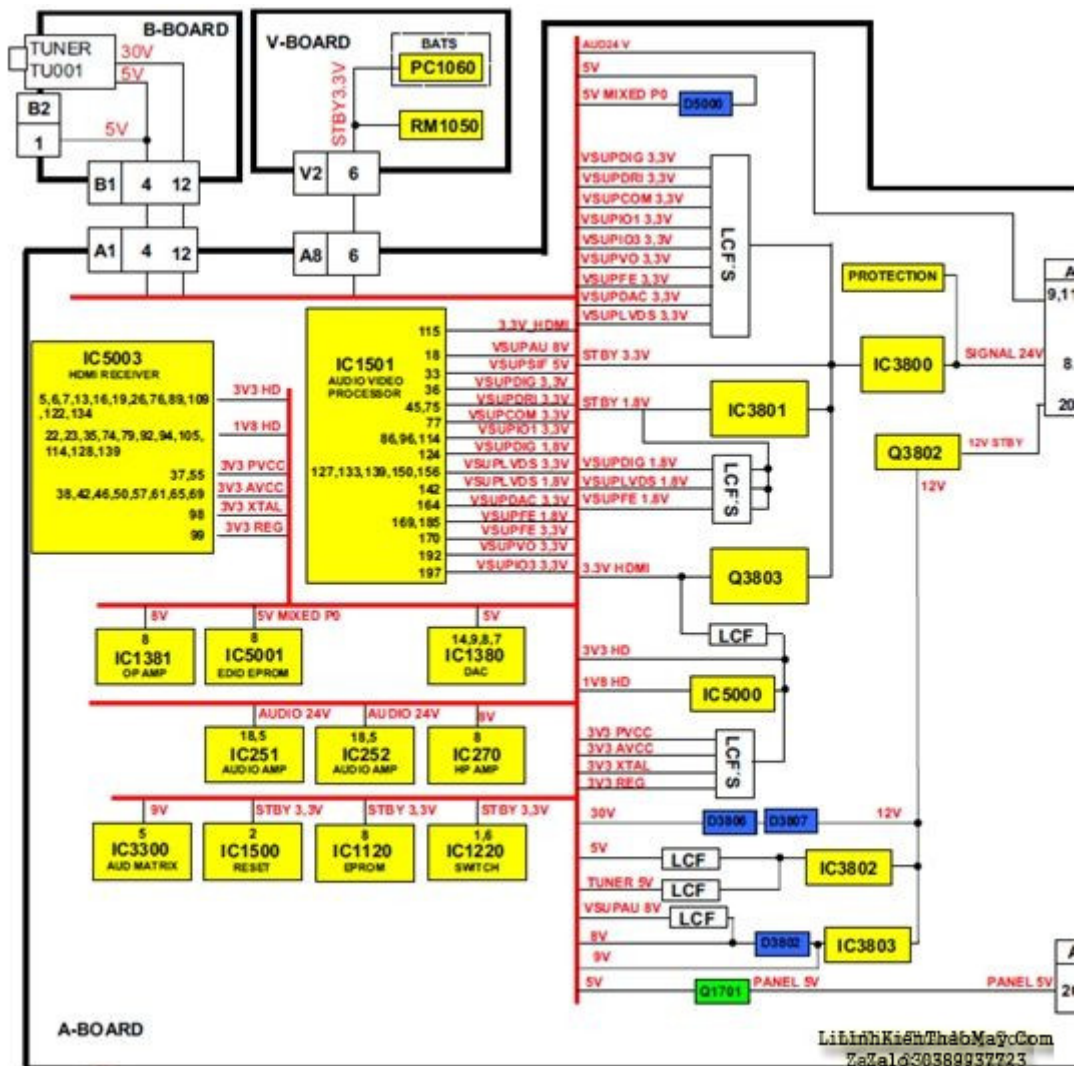 B-BOARD
TUNER
TU001
30V
5V
B2
1
5V
B1 4 12
V-BOARD
BATS
PC1060
STBY3.3V
RM1050
V2 6
A1 4 12
A8 6
AUD24 V
5V
5V MIXED P0
D5000
VSUPDIG 3,3V
VSUPDRI 3,3V
VSUPCOM 3,3V
VSUPIO1 3,3V
VSUPIO3 3,3V
VSUPVO 3,3V
VSUPFE 3,3V
VSUPDAC 3,3V
VSUPLVDS 3,3V
LCF'S
PROTECTION
A
9,11
8.
20
STBY 3.3V
IC3800
SIGNAL 24V
STBY 1.8V
IC3801
Q3802
12V STBY
12V
VSUPDIG 1.8V
VSUPLVDS 1.8V
VSUPFE 1.8V
LCF'S
3.3V HDMI
Q3803
LCF
3V3 HD
1V8 HD
IC5000
3V3 PVCC
3V3 AVCC
3V3 XTAL
3V3 REG
LCF'S
30V
D3806
D3807
12V
5V
LCF
IC3802
TUNER 5V
LCF
VSUPAU 8V
LCF
8V
D3802
IC3803
9V
5V
Q1701
PANEL 5V
PANEL 5V
A
20
IC5003
HDMI RECEIVER
5,6,7,13,16,19,26,76,89,109
,122,134
3V3 HD
22,23,35,74,79,92,94,105,
114,128,139
1V8 HD
37,55
3V3 PVCC
38,42,46,50,57,61,65,69
3V3 AVCC
98
3V3 XTAL
99
3V3 REG
IC1501
AUDIO VIDEO
PROCESSOR
115
3.3V_HDMI
18
VSUPAU 8V
33
VSUPSIF 5V
36
VSUPDIG 3,3V
45,75
VSUPDRI 3.3V
77
VSUPCOM 3.3V
86,96,114
VSUPIO1 3.3V
124
VSUPDIG 1,8V
127,133,139,150,156
VSUPLVDS 3.3V
142
VSUPLVDS 1.8V
164
VSUPDAC 3,3V
169,185
VSUPFE 1.8V
170
VSUPFE 3,3V
192
VSUPVO 3,3V
197
VSUPIO3 3,3V
8V
8
IC1381
OP AMP
5V MIXED P0
8
IC5001
EDID EPROM
5V
14,9,8,7
IC1380
DAC
AUDIO 24V
18,5
IC251
AUDIO AMP
AUDIO 24V
18,5
IC252
AUDIO AMP
8V
8
IC270
HP AMP
9V
5
IC3300
AUD MATRIX
STBY 3,3V
2
IC1500
RESET
STBY 3,3V
8
IC1120
EPROM
STBY 3,3V
1,6
IC1220
SWITCH
A-BOARD
LiLinhKienThaoMay.Com